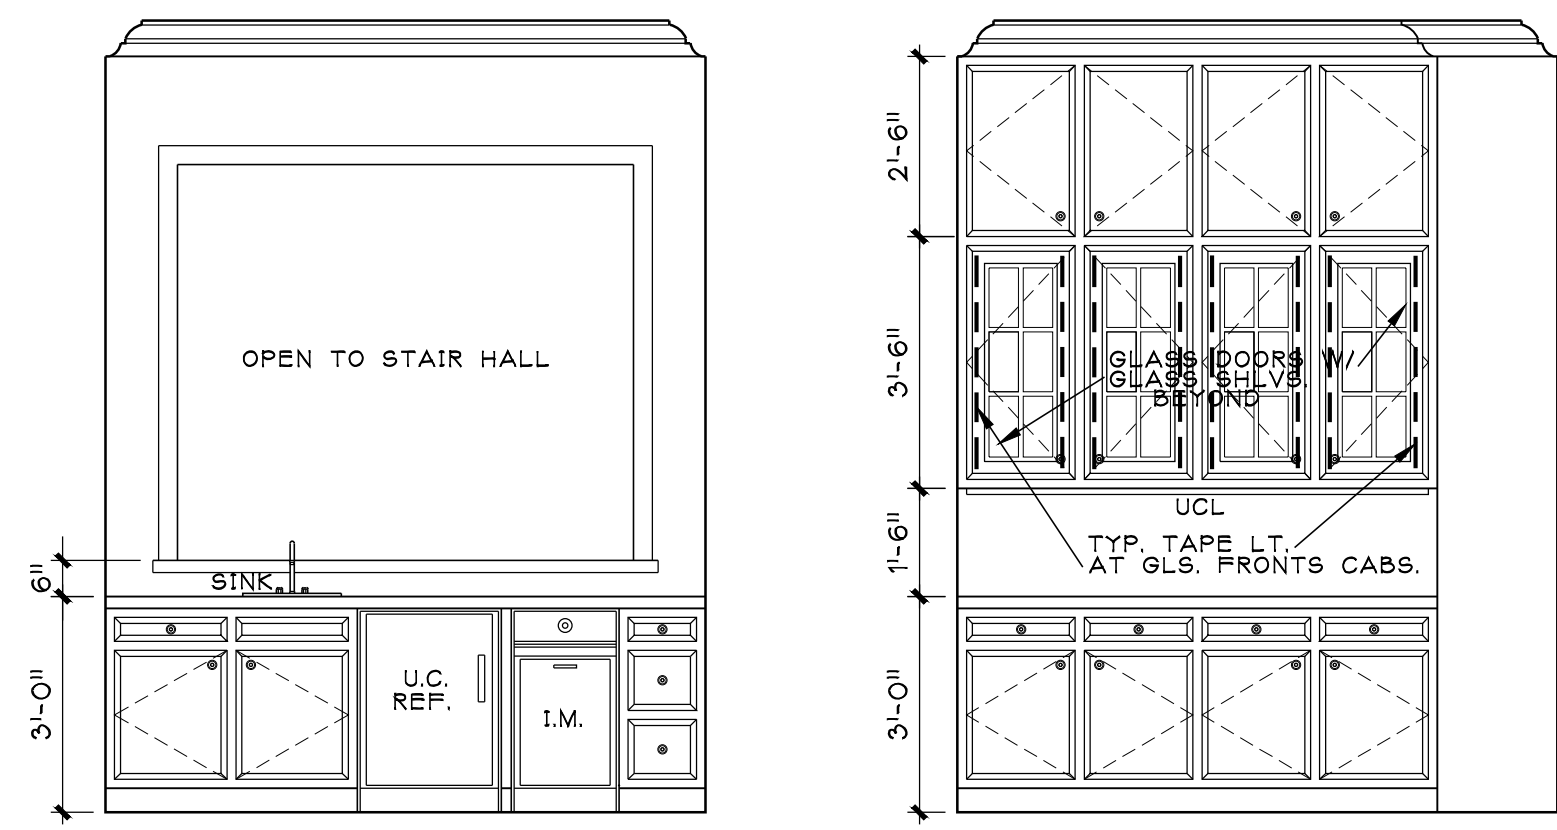 OPEN TO STAIR HALL
SINK
6"
3'-0"
U.C.
REF.
I.M.
2'-6"
3'-6"
1'-6"
3'-0"
GLASS DOORS W/
GLASS SHLVS.
BEYOND
UCL
TYP. TAPE LT.
AT GLS. FRONTS CABS.